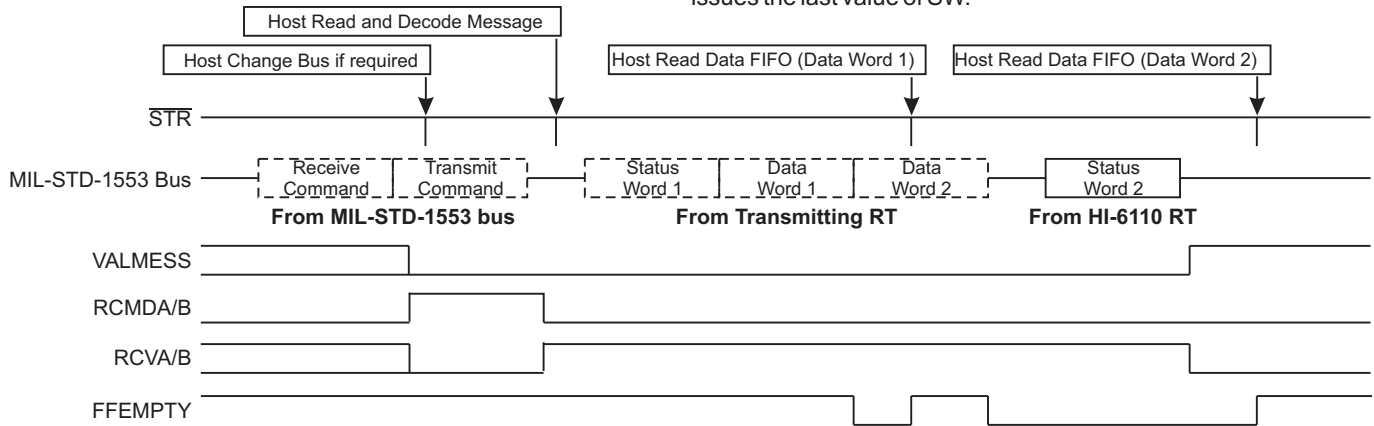 issues the last value of SW.
Host Read and Decode Message
Host Change Bus if required
Host Read Data FIFO (Data Word 1)
Host Read Data FIFO (Data Word 2)
STR
MIL-STD-1553 Bus
Receive
Command
Transmit
Command
Status
Word 1
Data
Word 1
Data
Word 2
Status
Word 2
From MIL-STD-1553 bus
From Transmitting RT
From HI-6110 RT
VALMESS
RCMDA/B
RCVA/B
FFEMPTY